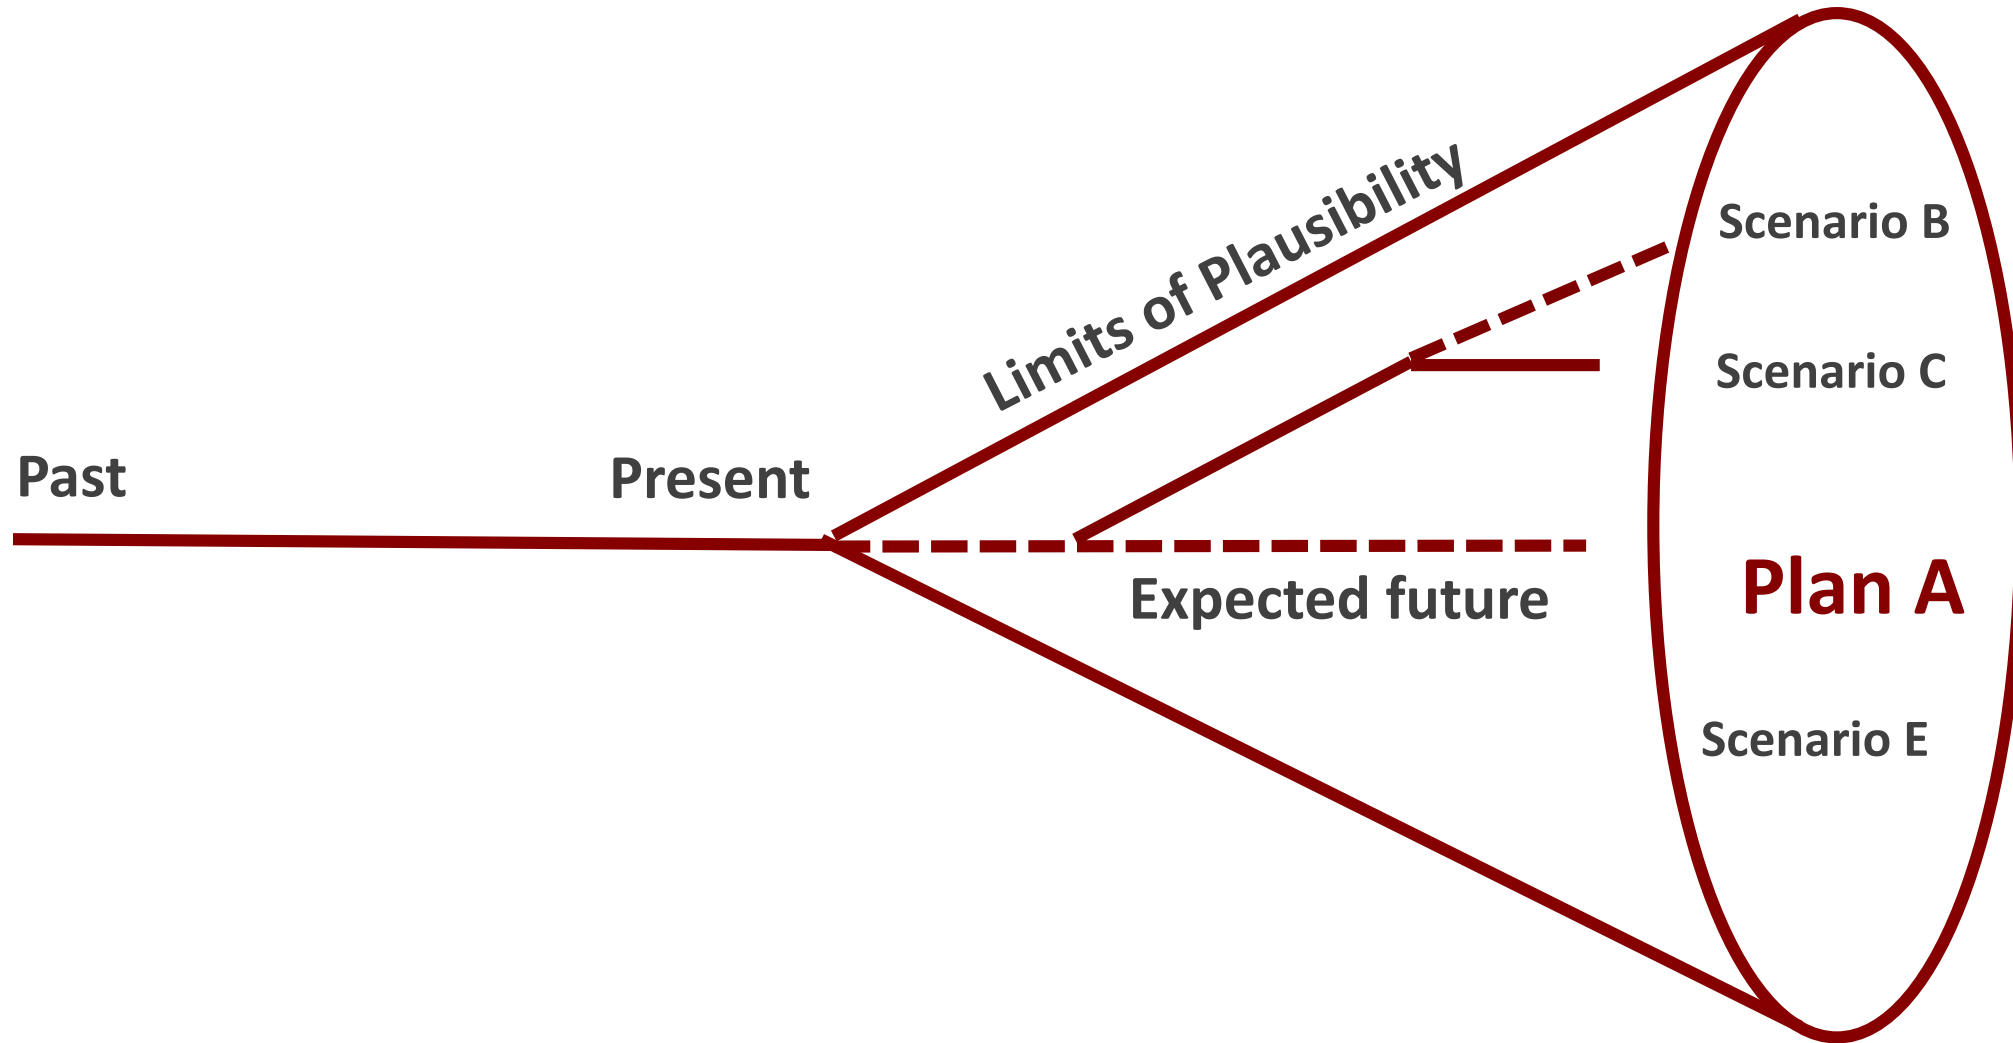 Limits of Plausibility
Scenario B
Scenario C
Past
Present
Expected future
Plan A
Scenario E